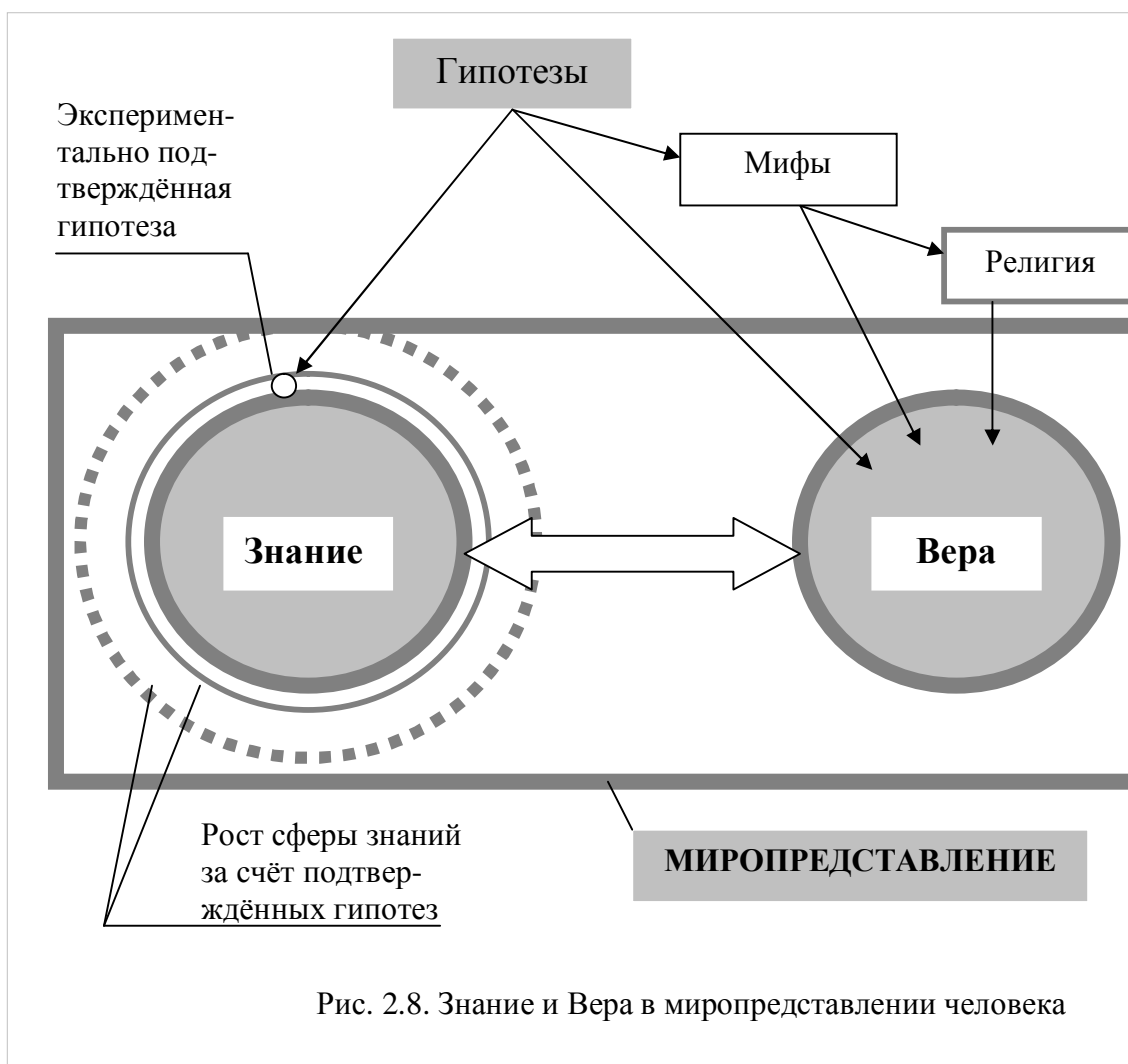 Гипотезы
Эксперимен-
тально под-
тверждённая
гипотеза
Мифы
Религия
Знание
Вера
Рост сферы знаний
за счёт подтвер-
ждённых гипотез
МИРОПРЕДСТАВЛЕНИЕ
Рис. 2.8. Знание и Вера в миропредставлении человека